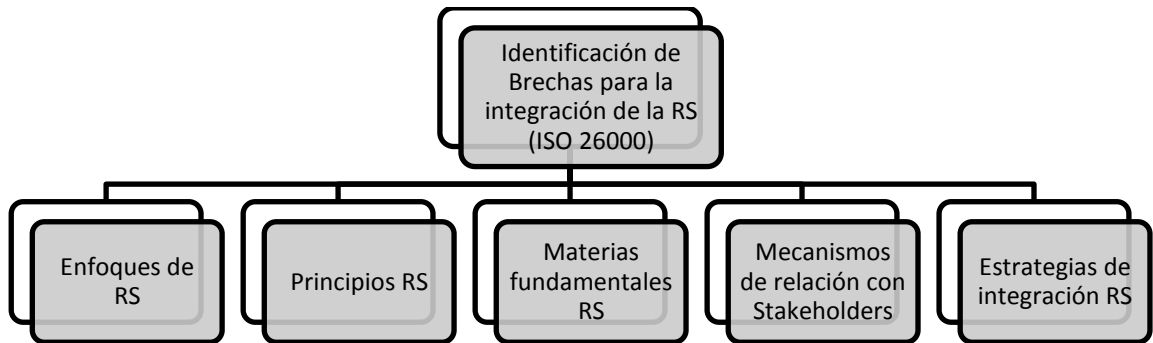 Identificación de
Brechas para la
integración de la RS
(ISO 26000)
Enfoques de
RS
Principios RS
Materias
fundamentales
RS
Mecanismos
de relación con
Stakeholders
Estrategias de
integración RS